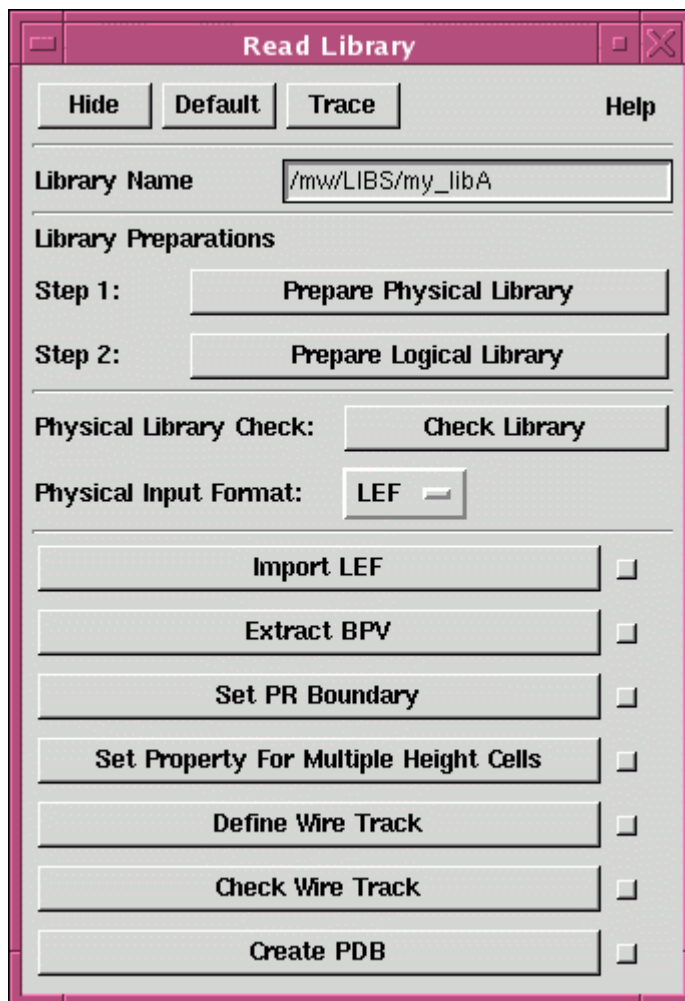 Read Library
Hide Default Trace Help
Library Name /mw/LIBS/my_libA
Library Preparations
Step 1: Prepare Physical Library
Step 2: Prepare Logical Library
Physical Library Check: Check Library
Physical Input Format: LEF
Import LEF
Extract BPV
Set PR Boundary
Set Property For Multiple Height Cells
Define Wire Track
Check Wire Track
Create PDB